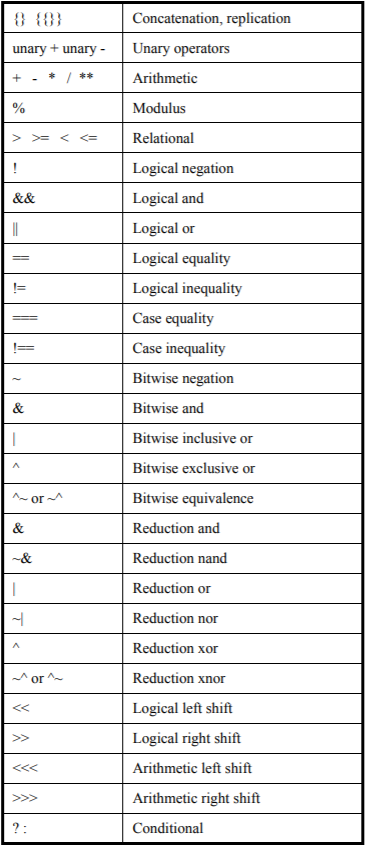 {} {{}} Concatenation, replication
unary + unary - Unary operators
+ - * / ** Arithmetic
% Modulus
> >= < <= Relational
! Logical negation
&& Logical and
|| Logical or
== Logical equality
!= Logical inequality
=== Case equality
!== Case inequality
~ Bitwise negation
& Bitwise and
| Bitwise inclusive or
^ Bitwise exclusive or
^~ or ~^ Bitwise equivalence
& Reduction and
~& Reduction nand
| Reduction or
~| Reduction nor
^ Reduction xor
~^ or ^~ Reduction xnor
<< Logical left shift
>> Logical right shift
<<< Arithmetic left shift
>>> Arithmetic right shift
? : Conditional